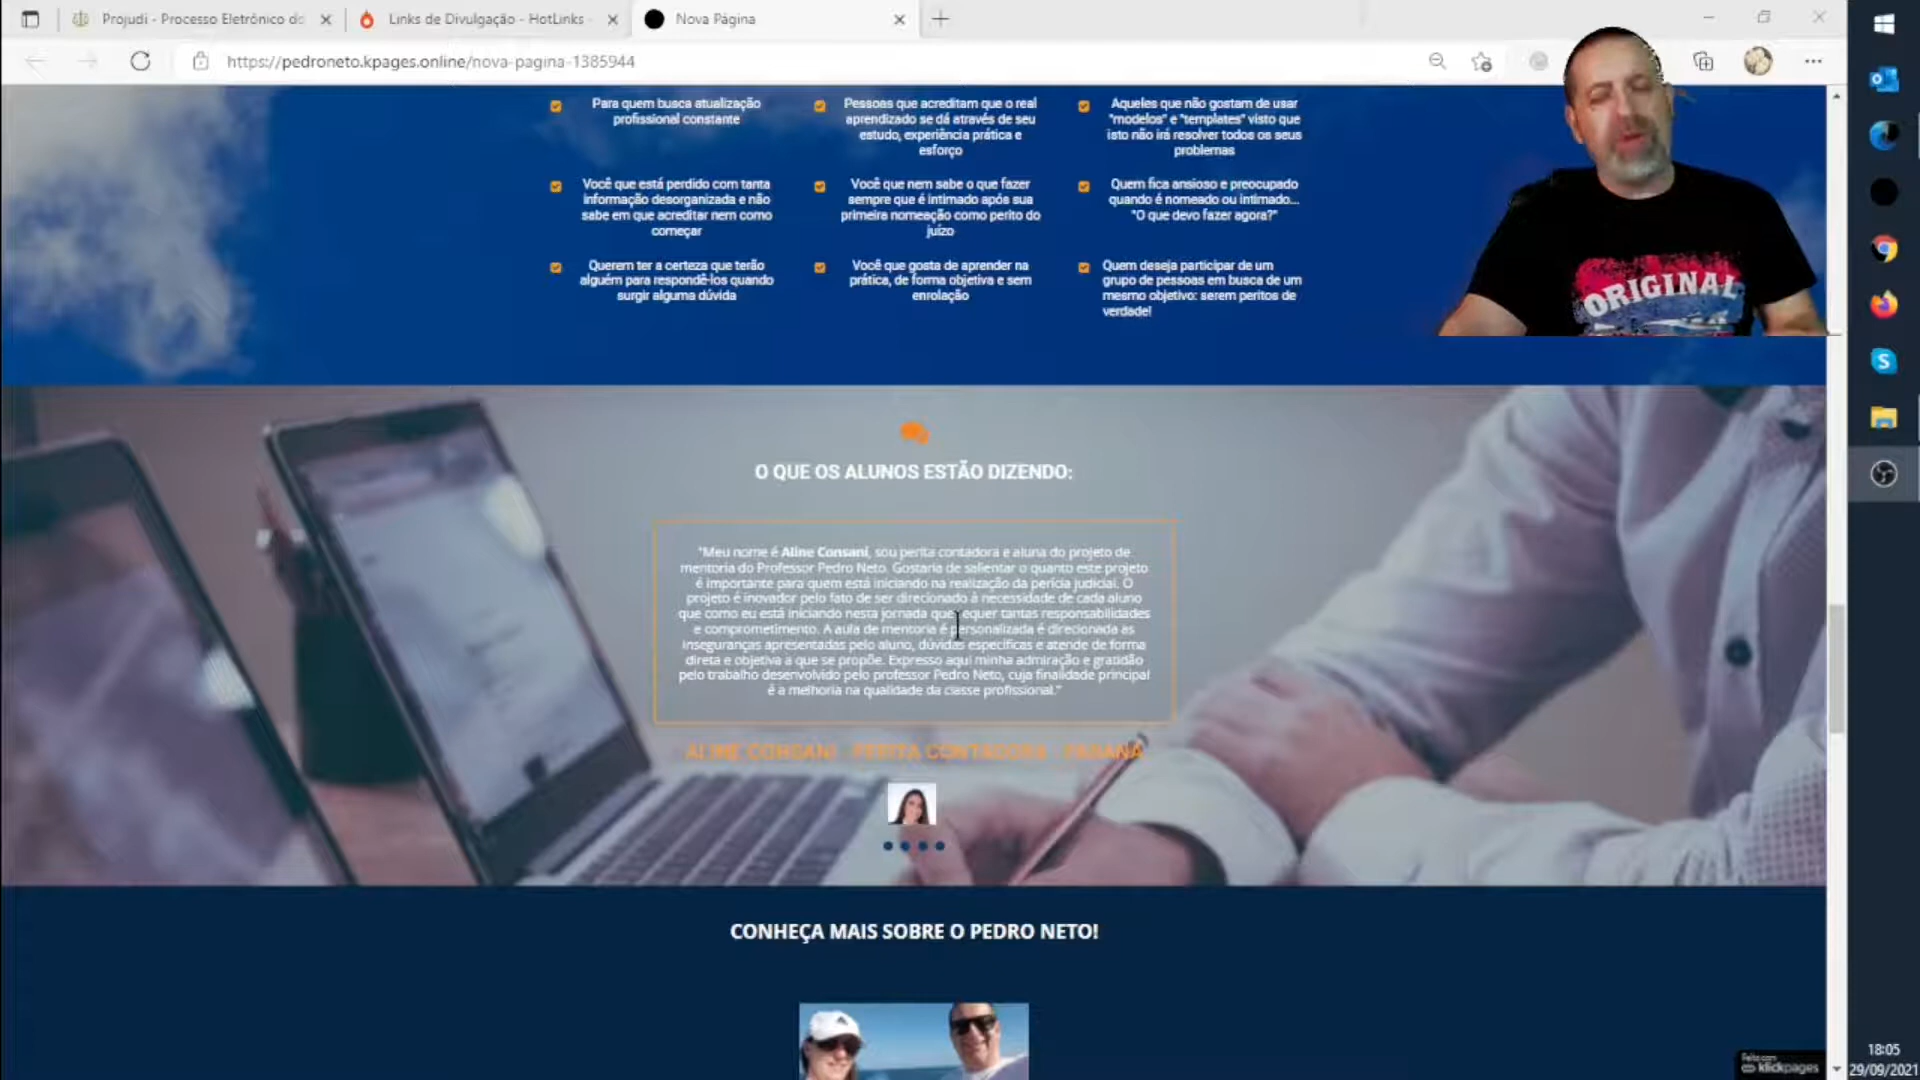 Projudi - Processo Eletrônico do
Links de Divulgação - HotLinks -
Nova Página
https://pedroneto.kpages.online/nova-pagina-1385944
Para quem busca atualização
profissional constante
Pessoas que acreditam que o real
aprendizado se dá através de seu
estudo, experiência prática e
esforço
Aqueles que não gostam de usar
"modelos" e "templates" visto que
isto não irá resolver todos os seus
problemas
Você que está perdido com tanta
informação desorganizada e não
sabe em que acreditar nem como
começar
Você que nem sabe o que fazer
sempre que é intimado após sua
primeira nomeação como perito do
juízo
Quem fica ansioso e preocupado
quando é nomeado ou intimado...
"O que devo fazer agora?"
Querem ter a certeza que terão
alguém para respondê-los quando
surgir alguma dúvida
Você que gosta de aprender na
prática, de forma objetiva e sem
enrolação
Quem deseja participar de um
grupo de pessoas em busca de um
mesmo objetivo: serem peritos de
verdade!
ORIGINAL
O QUE OS ALUNOS ESTÃO DIZENDO:
"Meu nome é Aline Consani, sou perita contadora e aluna do projeto de
mentoria do Professor Pedro Neto. Gostaria de salientar o quanto este projeto
é importante para quem está iniciando na realização da perícia judicial. O
projeto é inovador pelo fato de ser direcionado à necessidade de cada aluno
que como eu está iniciando nesta jornada que requer tantas responsabilidades
e comprometimento. A aula de mentoria é personalizada é direcionada as
inseguranças apresentadas pelo aluno, dúvidas específicas e atende de forma
direta e objetiva a que se propõe. Expresso aqui minha admiração e gratidão
pelo trabalho desenvolvido pelo professor Pedro Neto, cuja finalidade principal
é a melhoria na qualidade da classe profissional."
ALINE CONSANI - PERITA CONTADORA -
CONHEÇA MAIS SOBRE O PEDRO NETO!
Feito com
klickpages
18:05
29/09/2021